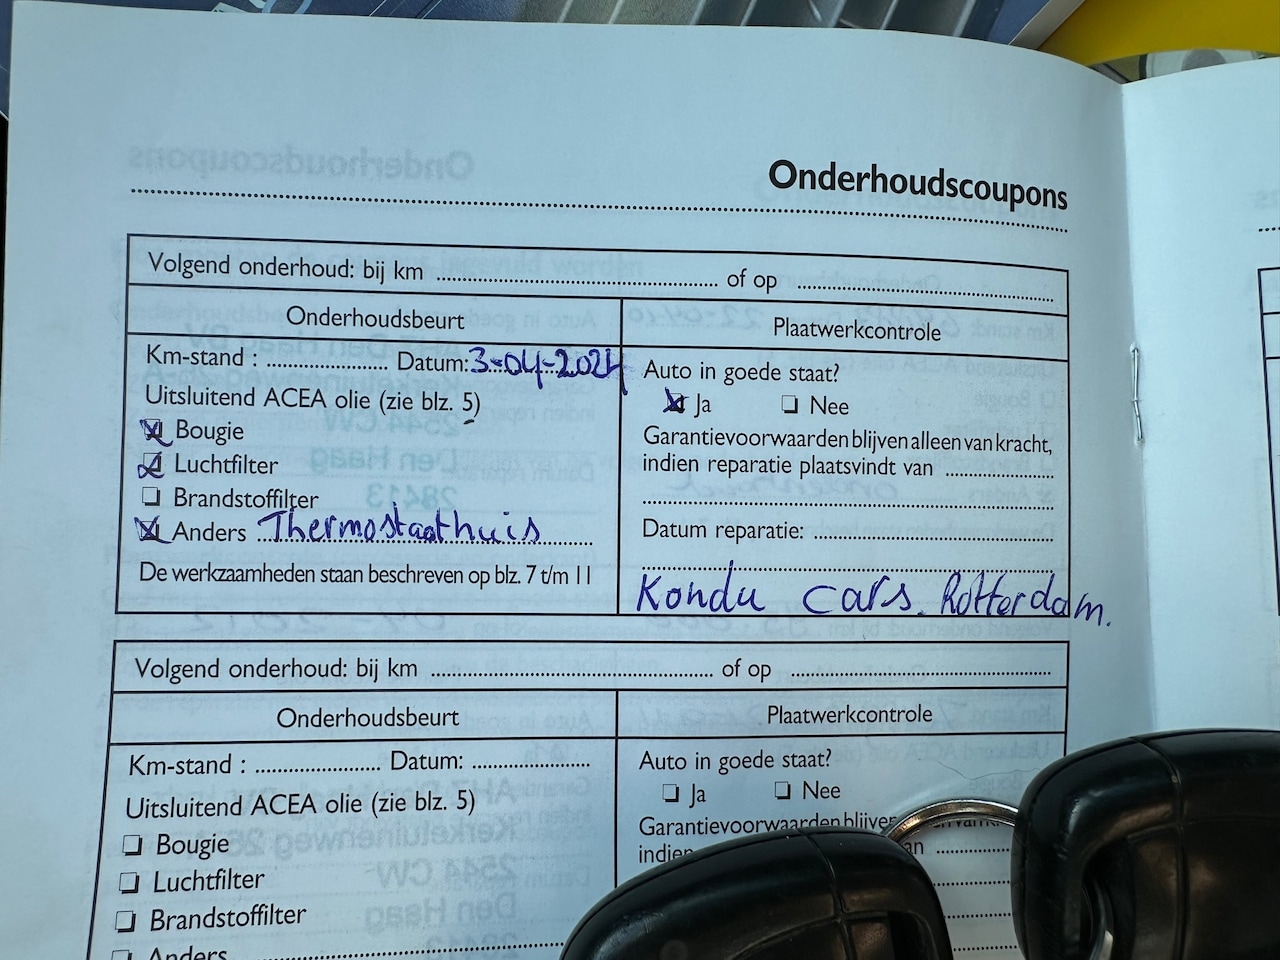 Onderhoudscoupons
Volgend onderhoud: bij km ........ of op ........
Onderhoudsbeurt
Km-stand : ........ Datum: 3-04-2024
Uitsluitend ACEA olie (zie blz. 5)
Bougie
Luchtfilter
Brandstoffilter
Anders Thermostaathuis
De werkzaamheden staan beschreven op blz. 7 t/m 11
Plaatwerkcontrole
Auto in goede staat?
Ja Nee
Garantievoorwaarden blijven alleen van kracht,
indien reparatie plaatsvindt van ........
Datum reparatie: ........
Kondu Cars. Rotterdam.
Volgend onderhoud: bij km ........ of op ........
Onderhoudsbeurt
Km-stand : ........ Datum: ........
Uitsluitend ACEA olie (zie blz. 5)
Bougie
Luchtfilter
Brandstoffilter
Anders
Plaatwerkcontrole
Auto in goede staat?
Ja Nee
Garantievoorwaarden blijven